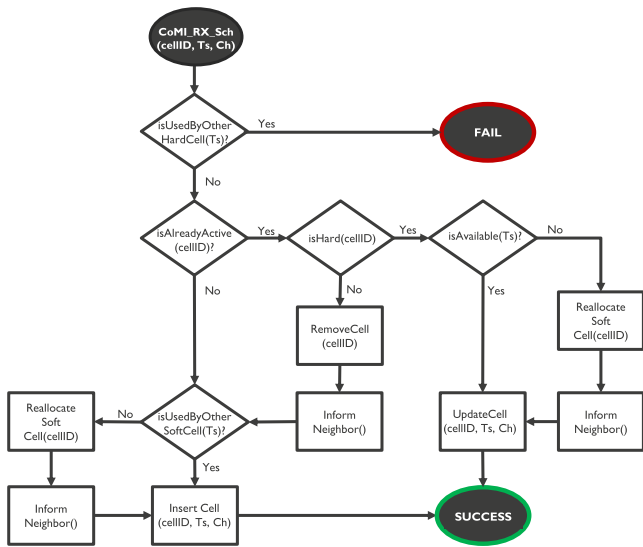 CoMI_RX_Sch
(cellID, Ts, Ch)
isUsedByOther
HardCell(Ts)?
Yes
FAIL
No
isAlreadyActive
(cellID)?
Yes
isHard(cellID)
Yes
isAvailable(Ts)?
No
No
No
Yes
Reallocate
Soft
Cell(cellID)
RemoveCell
(cellID)
Reallocate
Soft
Cell(cellID)
No
isUsedByOther
SoftCell(Ts)?
Inform
Neighbor()
UpdateCell
(cellID, Ts, Ch)
Inform
Neighbor()
Yes
Inform
Neighbor()
Insert Cell
(cellID, Ts, Ch)
SUCCESS